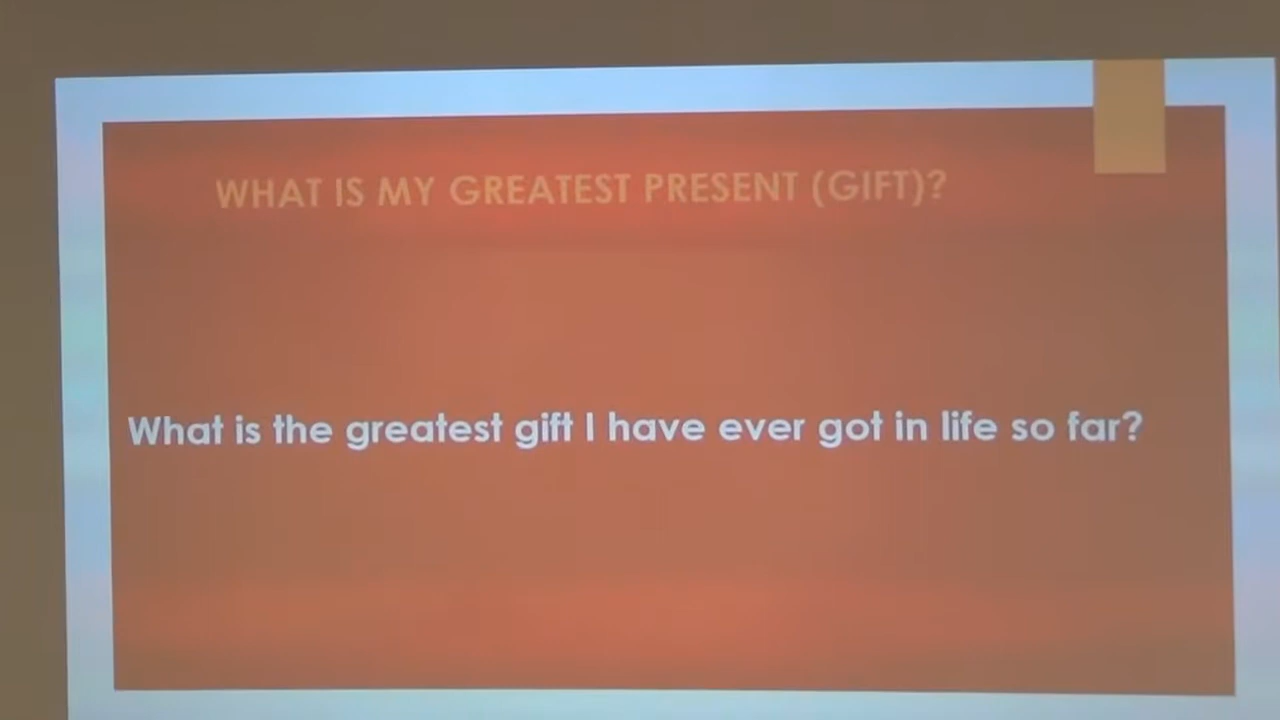 WHAT IS MY GREATEST PRESENT (GIFT)?
What is the greatest gift I have ever got in life so far?